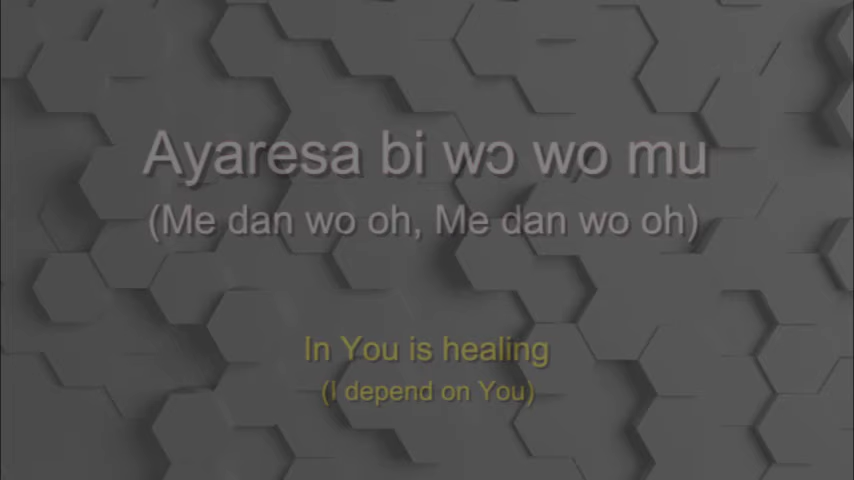 Ayaresa bi wɔ wo mu
(Me dan wo oh, Me dan wo oh)
In You is healing
(I depend on You)